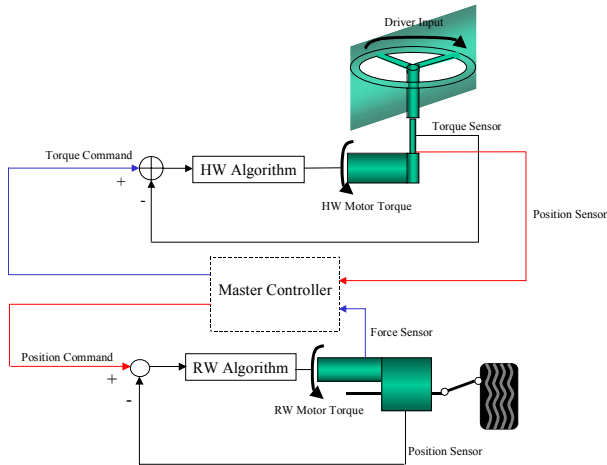 Driver Input
Torque Sensor
Torque Command
+
-
HW Algorithm
HW Motor Torque
Position Sensor
Master Controller
Force Sensor
Position Command
+
-
RW Algorithm
RW Motor Torque
Position Sensor